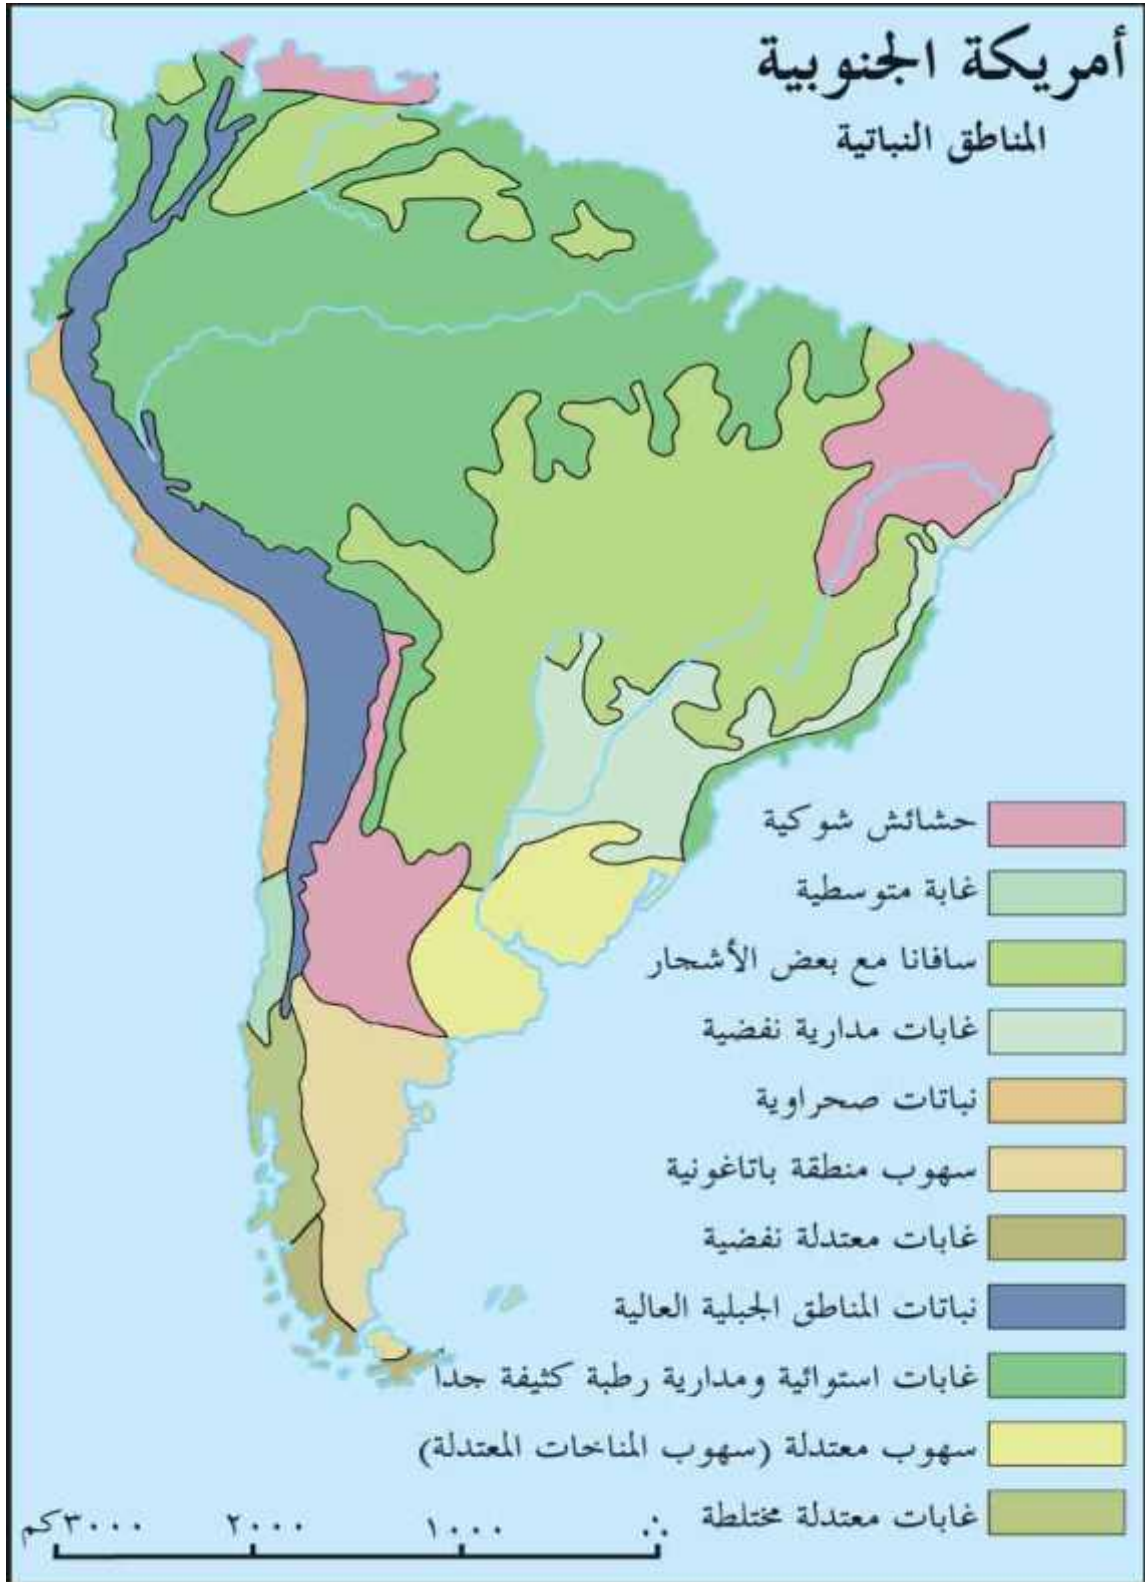 أمريكة الجنوبية
المناطق النباتية
حشائش شوكية
غابة متوسطية
سافانا مع بعض الأشجار
غابات مدارية نفضية
نباتات صحراوية
سهوب منطقة باتاغونية
غابات معتدلة نفضية
نباتات المناطق الجبلية العالية
غابات استوائية ومدارية رطبة كثيفة جدا
سهوب معتدلة (سهوب المناخات المعتدلة)
غابات معتدلة مختلطة
٠ ١٠٠٠ ٢٠٠٠ ٣٠٠٠ كم